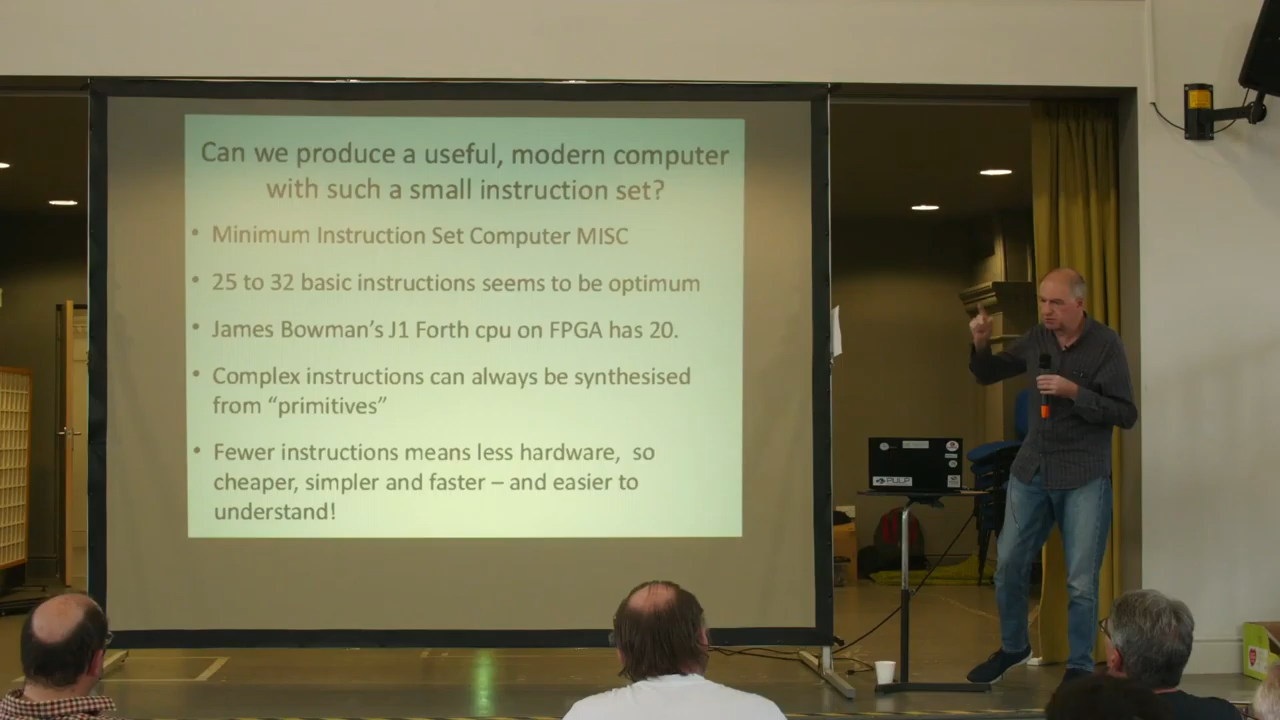 Can we produce a useful, modern computer
with such a small instruction set?
• Minimum Instruction Set Computer MISC
• 25 to 32 basic instructions seems to be optimum
• James Bowman's J1 Forth cpu on FPGA has 20.
• Complex instructions can always be synthesised
from “primitives”
• Fewer instructions means less hardware, so
cheaper, simpler and faster – and easier to
understand!
PULP